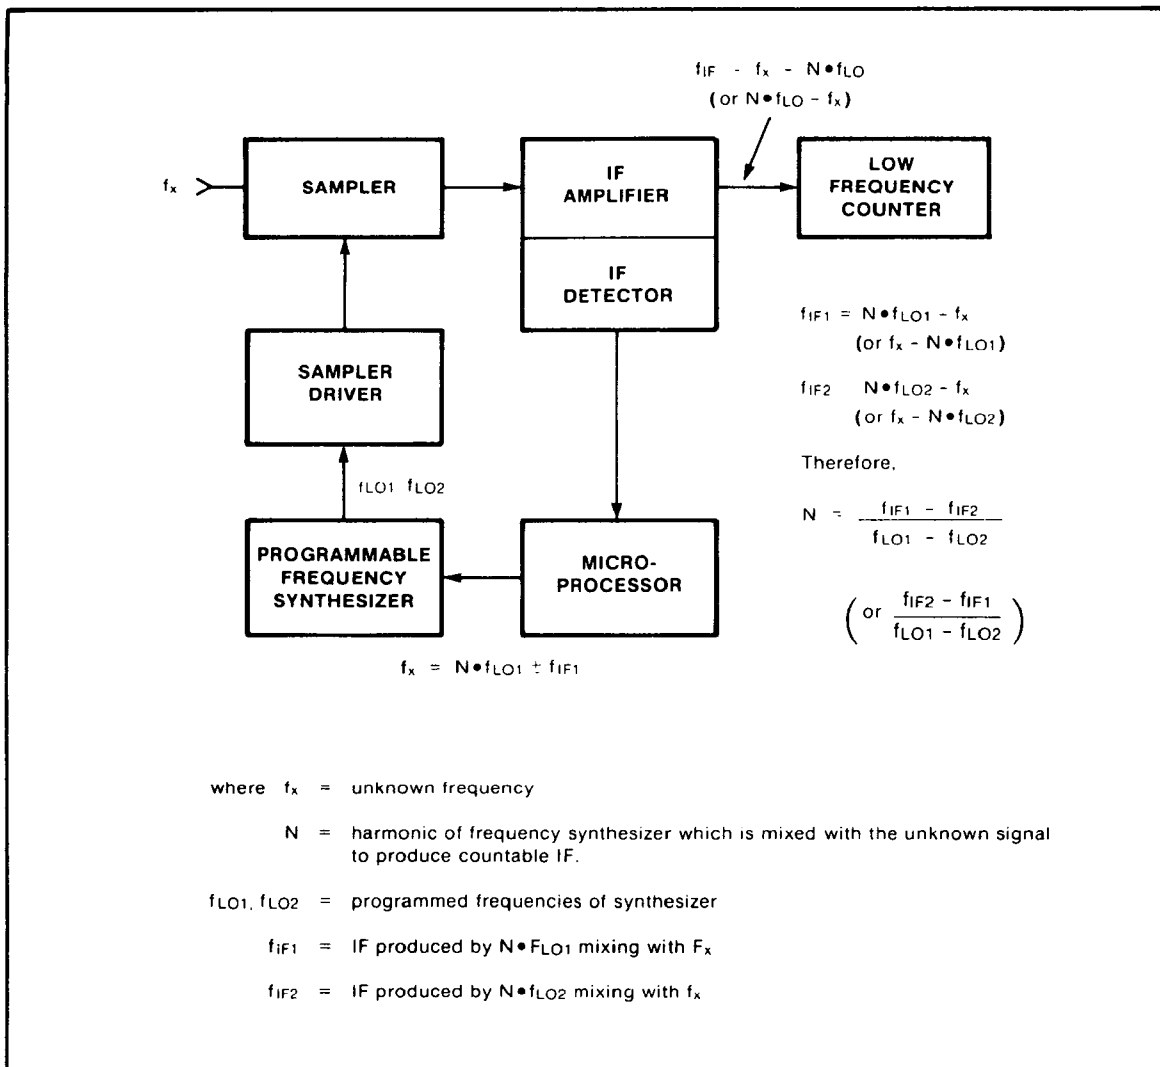 fIF - fx - N•fLO
(or N•fLO - fx)
fx
SAMPLER
IF
AMPLIFIER
LOW
FREQUENCY
COUNTER
IF
DETECTOR
fIF1 = N•fLO1 - fx
(or fx - N•fLO1)
SAMPLER
DRIVER
fIF2 N•fLO2 - fx
(or fx - N•fLO2)
Therefore,
fLO1 fLO2
N = fIF1 - fIF2
fLO1 - fLO2
PROGRAMMABLE
FREQUENCY
SYNTHESIZER
MICRO-
PROCESSOR
(or fIF2 - fIF1
fLO1 - fLO2)
fx = N•fLO1 ± fIF1
where fx = unknown frequency
N = harmonic of frequency synthesizer which is mixed with the unknown signal
to produce countable IF.
fLO1, fLO2 = programmed frequencies of synthesizer
fIF1 = IF produced by N•FLO1 mixing with Fx
fIF2 = IF produced by N•fLO2 mixing with fx